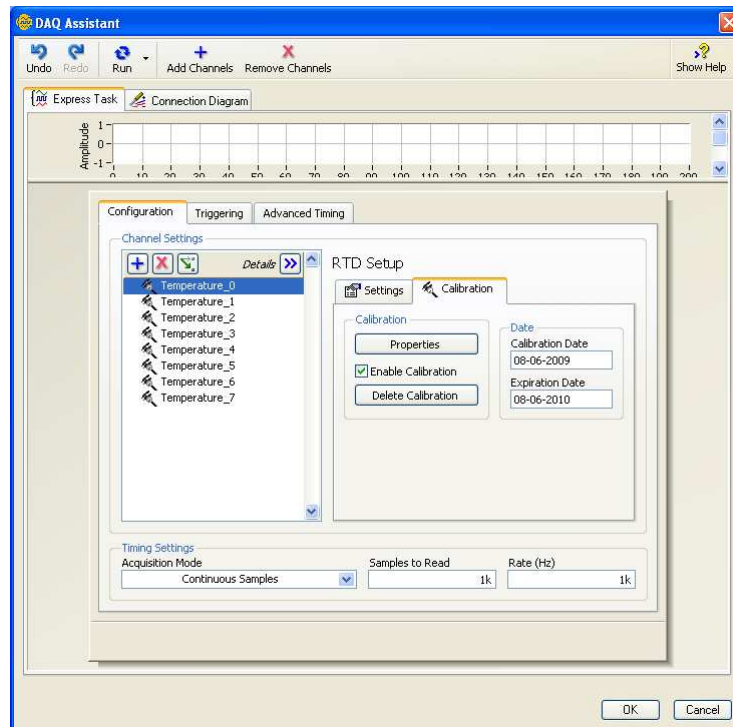 DAQ Assistant
Undo Redo Run Add Channels Remove Channels Show Help
Express Task Connection Diagram
Amplitude
1
0
-1
0 10 20 30 40 50 60 70 80 90 100 110 120 130 140 150 160 170 180 190 200
Configuration Triggering Advanced Timing
Channel Settings
Details
RTD Setup
Settings Calibration
Temperature_0
Temperature_1
Temperature_2
Temperature_3
Temperature_4
Temperature_5
Temperature_6
Temperature_7
Calibration
Properties
Enable Calibration
Delete Calibration
Date
Calibration Date
08-06-2009
Expiration Date
08-06-2010
Timing Settings
Acquisition Mode Samples to Read Rate (Hz)
Continuous Samples 1k 1k
OK Cancel